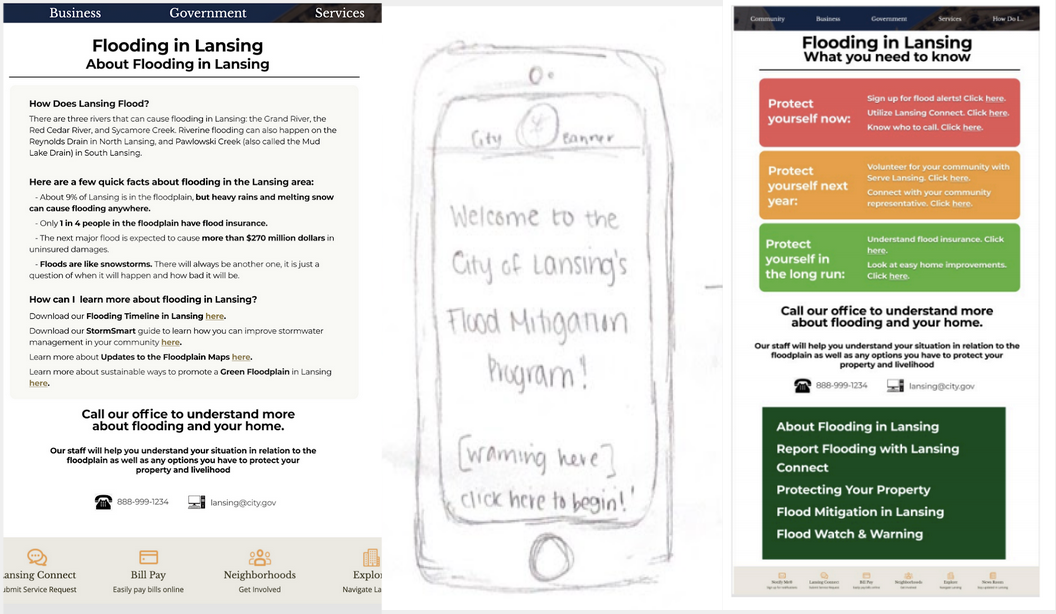 Business Government Services
Flooding in Lansing
About Flooding in Lansing
How Does Lansing Flood?
There are three rivers that can cause flooding in Lansing: the Grand River, the
Red Cedar River, and Sycamore Creek. Riverine flooding can also happen on the
Reynolds Drain in North Lansing, and Pawlowski Creek (also called the Mud
Lake Drain) in South Lansing.
Here are a few quick facts about flooding in the Lansing area:
- About 9% of Lansing is in the floodplain, but heavy rains and melting snow
can cause flooding anywhere.
- Only 1 in 4 people in the floodplain have flood insurance.
- The next major flood is expected to cause more than $270 million dollars in
uninsured damages.
- Floods are like snowstorms. There will always be another one, it is just a
question of when it will happen and how bad it will be.
How can I learn more about flooding in Lansing?
Download our Flooding Timeline in Lansing here.
Download our StormSmart guide to learn how you can improve stormwater
management in your community here.
Learn more about Updates to the Floodplain Maps here.
Learn more about sustainable ways to promote a Green Floodplain in Lansing
here.
Call our office to understand more
about flooding and your home.
Our staff will help you understand your situation in relation to the
floodplain as well as any options you have to protect your
property and livelihood
888-999-1234 lansing@city.gov
ansing Connect Bill Pay Neighborhoods Explor
ubmit Service Request Easily pay bills online Get Involved Navigate La
City Banner
Welcome to the
City of Lansing's
Flood Mitigation
Program!
[warning here]
click here to begin!
Community Business Government Services How Do I...
Flooding in Lansing
What you need to know
Protect
yourself now:
Sign up for flood alerts! Click here.
Utilize Lansing Connect. Click here.
Know who to call. Click here.
Protect
yourself next
year:
Volunteer for your community with
Serve Lansing. Click here.
Connect with your community
representative. Click here.
Protect
yourself in
the long run:
Understand flood insurance. Click
here.
Look at easy home improvements.
Click here.
Call our office to understand more
about flooding and your home.
Our staff will help you understand your situation in relation to the
floodplain as well as any options you have to protect your
property and livelihood
888-999-1234 lansing@city.gov
About Flooding in Lansing
Report Flooding with Lansing
Connect
Protecting Your Property
Flood Mitigation in Lansing
Flood Watch & Warning
Notify Me® Lansing Connect Bill Pay Neighborhoods Explore News Room